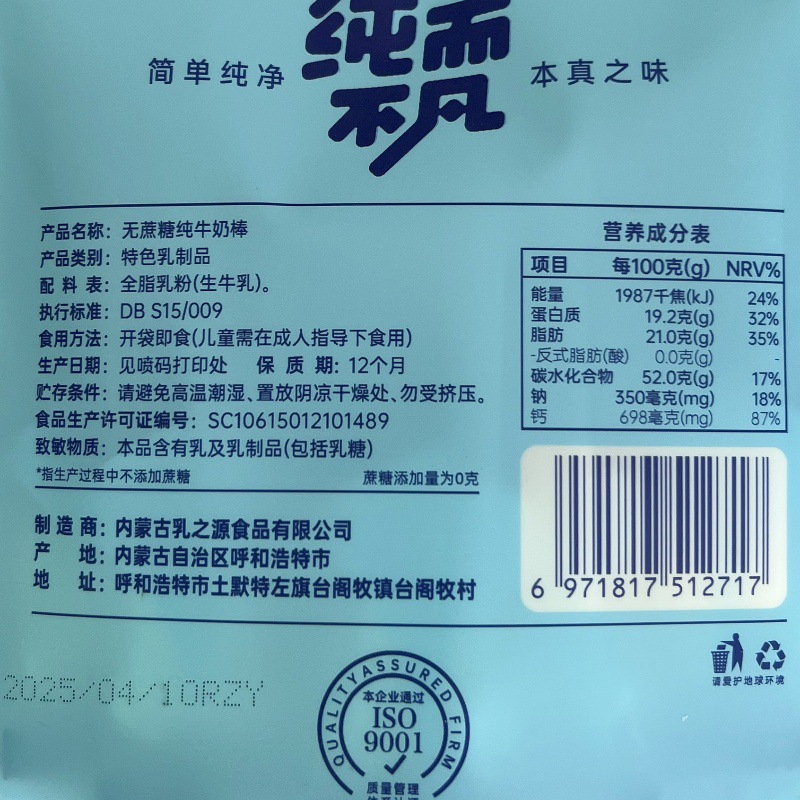 纯而
不凡
简单纯净
本真之味
产品名称：无蔗糖纯牛奶棒
产品类别：特色乳制品
配 料 表：全脂乳粉(生牛乳)。
执行标准：DB S15/009
食用方法：开袋即食(儿童需在成人指导下食用)
生产日期：见喷码打印处 保 质 期：12个月
贮存条件：请避免高温潮湿、置放阴凉干燥处、勿受挤压。
食品生产许可证编号：SC10615012101489
致敏物质：本品含有乳及乳制品(包括乳糖)
*指生产过程中不添加蔗糖 蔗糖添加量为0克
制 造 商：内蒙古乳之源食品有限公司
产 地：内蒙古自治区呼和浩特市
地 址：呼和浩特市土默特左旗台阁牧镇台阁牧村
营养成分表
项目 每100克(g) NRV%
能量 1987千焦(kJ) 24%
蛋白质 19.2克(g) 32%
脂肪 21.0克(g) 35%
-反式脂肪(酸) 0.0克(g) -
碳水化合物 52.0克(g) 17%
钠 350毫克(mg) 18%
钙 698毫克(mg) 87%
6 971817 512717
请爱护地球环境
2025/04/10RZY
QUALITY ASSURED FIRM
本企业通过
ISO
9001
质量管理